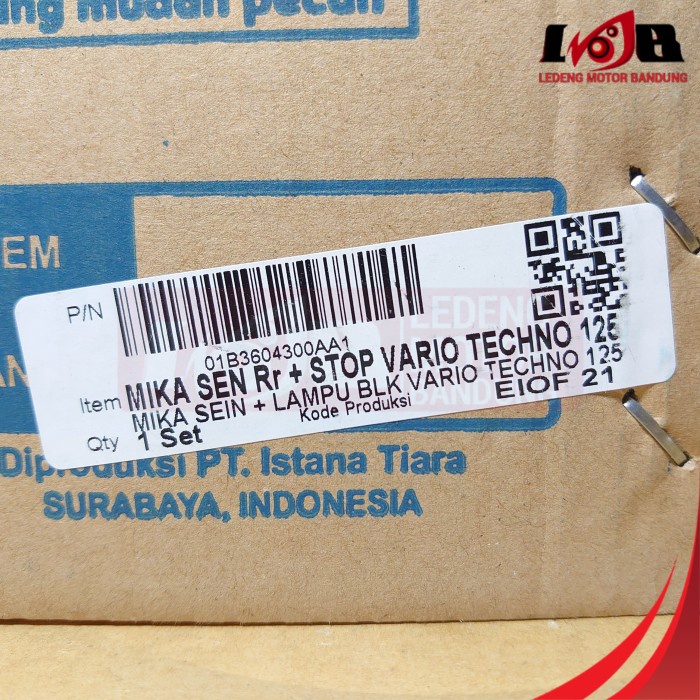 ng mudah pecah
LEDENG MOTOR BANDUNG
EM
AN
P/N
01B3604300AA1
Item MIKA SEN Rr + STOP VARIO TECHNO 125
MIKA SEIN + LAMPU BLK VARIO TECHNO 125
Qty 1 Set
Kode Produksi EIOF 21
LEDENG
Diproduksi PT. Istana Tiara
SURABAYA, INDONESIA